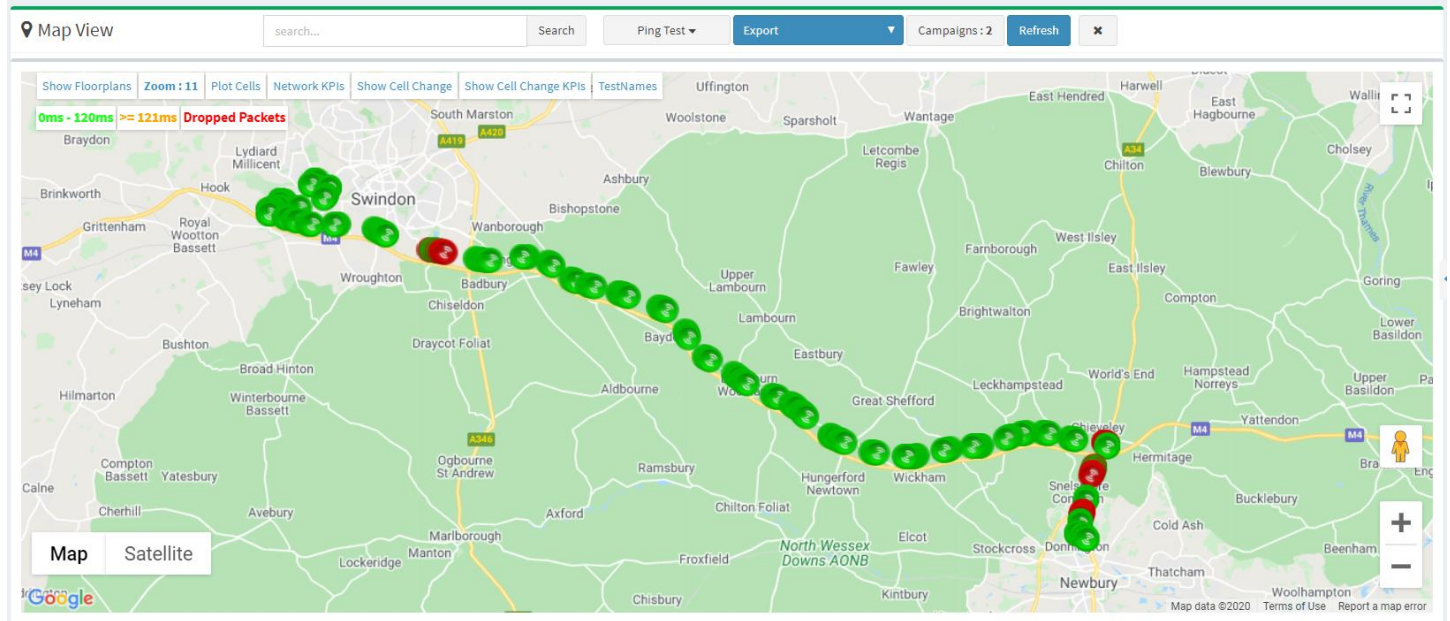 Map View
search...
Search
Ping Test
Export
Campaigns : 2
Refresh
Show Floorplans
Zoom : 11
Plot Cells
Network KPIs
Show Cell Change
Show Cell Change KPIs
TestNames
0ms - 120ms
>= 121ms
Dropped Packets
Uffington
Harwell
East Hendred
East
Hagbourne
South Marston
Woolstone
Sparsholt
Wantage
A420
A419
A34
Braydon
Lydiard
Millicent
Letcombe
Regis
Chilton
Blewbury
Cholsey
Brinkworth
Hook
Ashbury
River Thames
Swindon
Bishopstone
Grittenham
Royal
Wootton
Bassett
Wanborough
M4
M4
West Ilsley
Farnborough
Wroughton
Badbury
Upper
Lambourn
Fawley
East Ilsley
Goring
Lyneham
Chiseldon
Compton
Lambourn
Brightwalton
Lower
Basildon
Bushton
Draycot Foliat
Eastbury
Broad Hinton
World's End
Hampstead
Norreys
Upper
Basildon
Hilmarton
Winterbourne
Bassett
Aldbourne
Leckhampstead
Great Shefford
Yattendon
M4
M4
A346
Chieveley
Hermitage
Compton
Bassett
Yatesbury
Ogbourne
St Andrew
Ramsbury
Hungerford
Newtown
Wickham
Calne
Bucklebury
Cherhill
Avebury
Axford
Chilton Foliat
Cold Ash
Marlborough
Elcot
Map
Satellite
Manton
Lockeridge
Froxfield
North Wessex
Downs AONB
Stockcross
Beenham
Newbury
Thatcham
Woolhampton
Google
Chisbury
Kintbury
Map data ©2020
Terms of Use
Report a map error